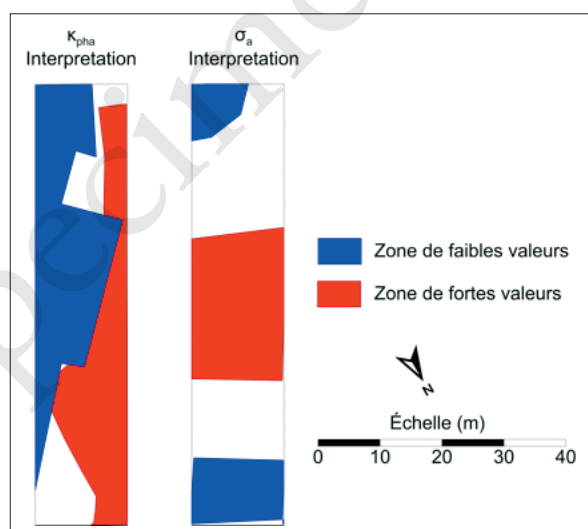 κpha
Interpretation
σa
Interpretation
Zone de faibles valeurs
Zone de fortes valeurs
N
Échelle (m)
0 10 20 30 40